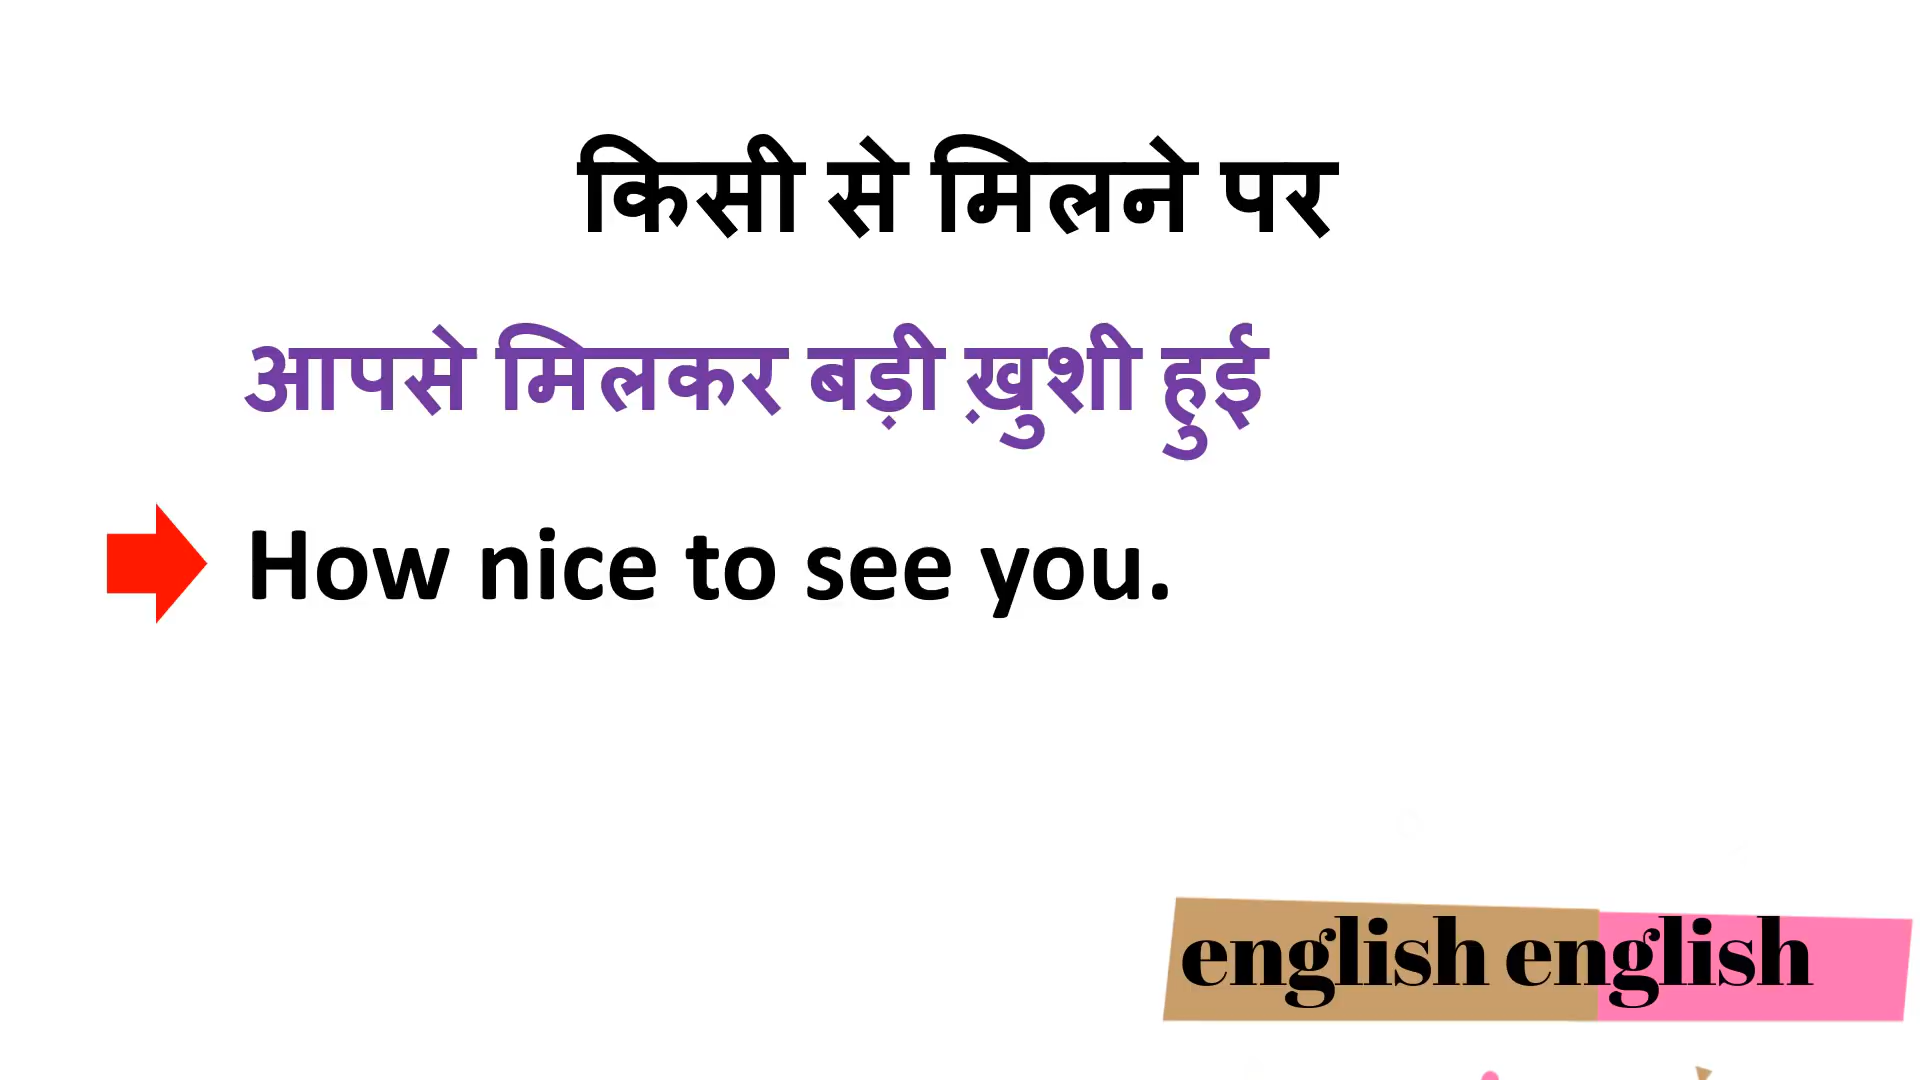 किसी से मिलने पर
आपसे मिलकर बड़ी ख़ुशी हुई
How nice to see you.
english english